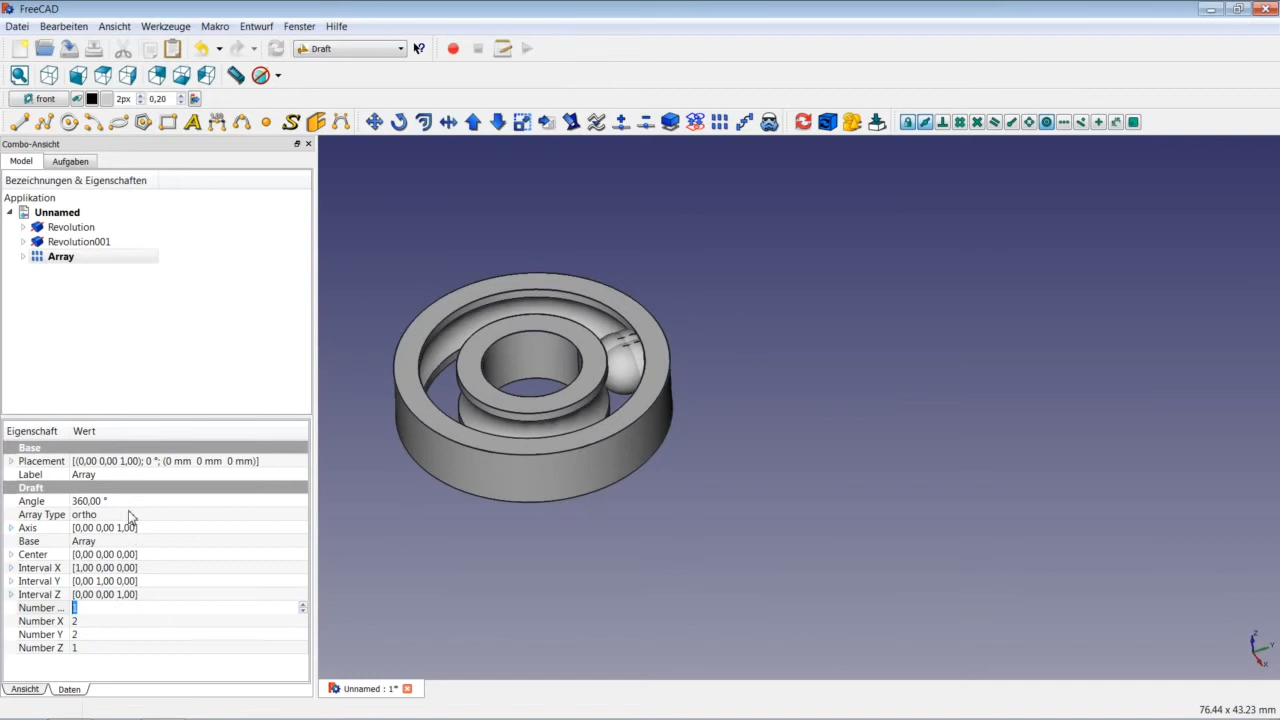 FreeCAD
Datei Bearbeiten Ansicht Werkzeuge Makro Entwurf Fenster Hilfe
Draft
front 2px 0,20
Combo-Ansicht
Model Aufgaben
Bezeichnungen & Eigenschaften
Applikation
Unnamed
Revolution
Revolution001
Array
Eigenschaft Wert
Base
Placement [(0,00 0,00 1,00); 0 °; (0 mm 0 mm 0 mm)]
Label Array
Draft
Angle 360,00 °
Array Type ortho
Axis [0,00 0,00 1,00]
Base Array
Center [0,00 0,00 0,00]
Interval X [1,00 0,00 0,00]
Interval Y [0,00 1,00 0,00]
Interval Z [0,00 0,00 1,00]
Number ... 1
Number X 2
Number Y 2
Number Z 1
Ansicht Daten
Unnamed : 1*
Z
Y
X
76.44 x 43.23 mm